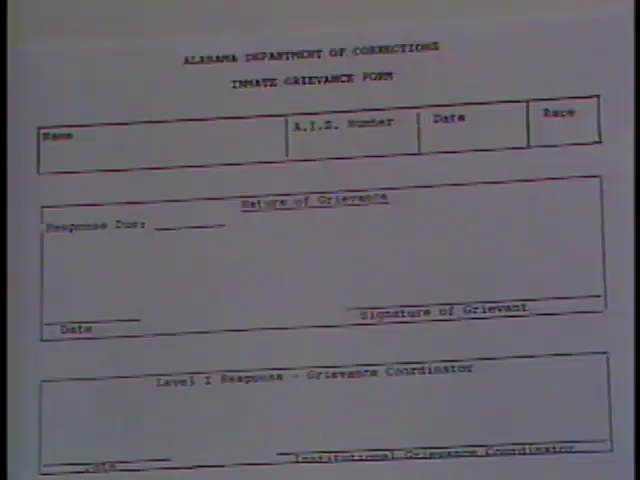 ALABAMA DEPARTMENT OF CORRECTIONS
INMATE GRIEVANCE FORM
Name A.I.S. Number Date Race
Nature of Grievance
Response Due:
Signature of Grievant
Date
Level I Response - Grievance Coordinator
Institutional Grievance Coordinator
Date